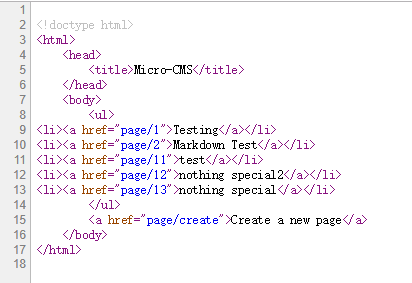 1
2 <!doctype html>
3 <html>
4     <head>
5         <title>Micro-CMS</title>
6     </head>
7     <body>
8         <ul>
9 <li><a href="page/1">Testing</a></li>
10 <li><a href="page/2">Markdown Test</a></li>
11 <li><a href="page/11">test</a></li>
12 <li><a href="page/12">nothing special2</a></li>
13 <li><a href="page/13">nothing special</a></li>
14         </ul>
15         <a href="page/create">Create a new page</a>
16     </body>
17 </html>
18